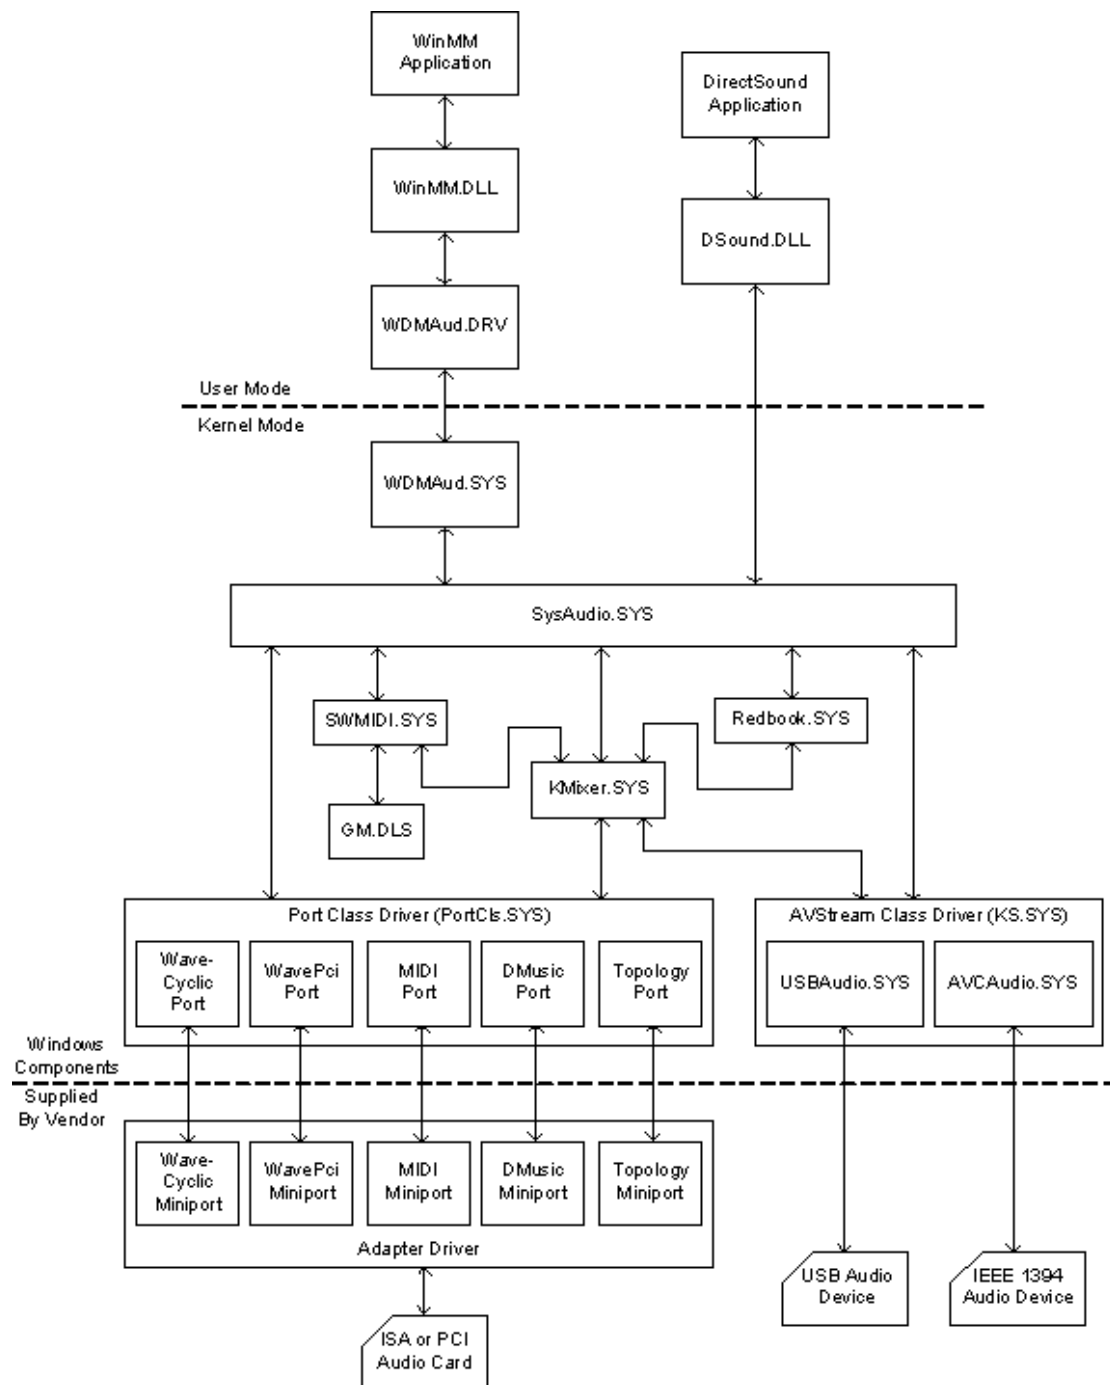 WinMM
Application
DirectSound
Application
WinMM.DLL
DSound.DLL
WDMAud.DRV
User Mode
Kernel Mode
WDMAud.SYS
SysAudio.SYS
SWMIDI.SYS
Redbook.SYS
KMixer.SYS
GM.DLS
Port Class Driver (PortCls.SYS)
Wave-
Cyclic
Port
WavePci
Port
MIDI
Port
DMusic
Port
Topology
Port
AVStream Class Driver (KS.SYS)
USBAudio.SYS
AVCAudio.SYS
Windows
Components
Supplied
By Vendor
Wave-
Cyclic
Miniport
WavePci
Miniport
MIDI
Miniport
DMusic
Miniport
Topology
Miniport
Adapter Driver
USB Audio
Device
IEEE 1394
Audio Device
ISA or PCI
Audio Card